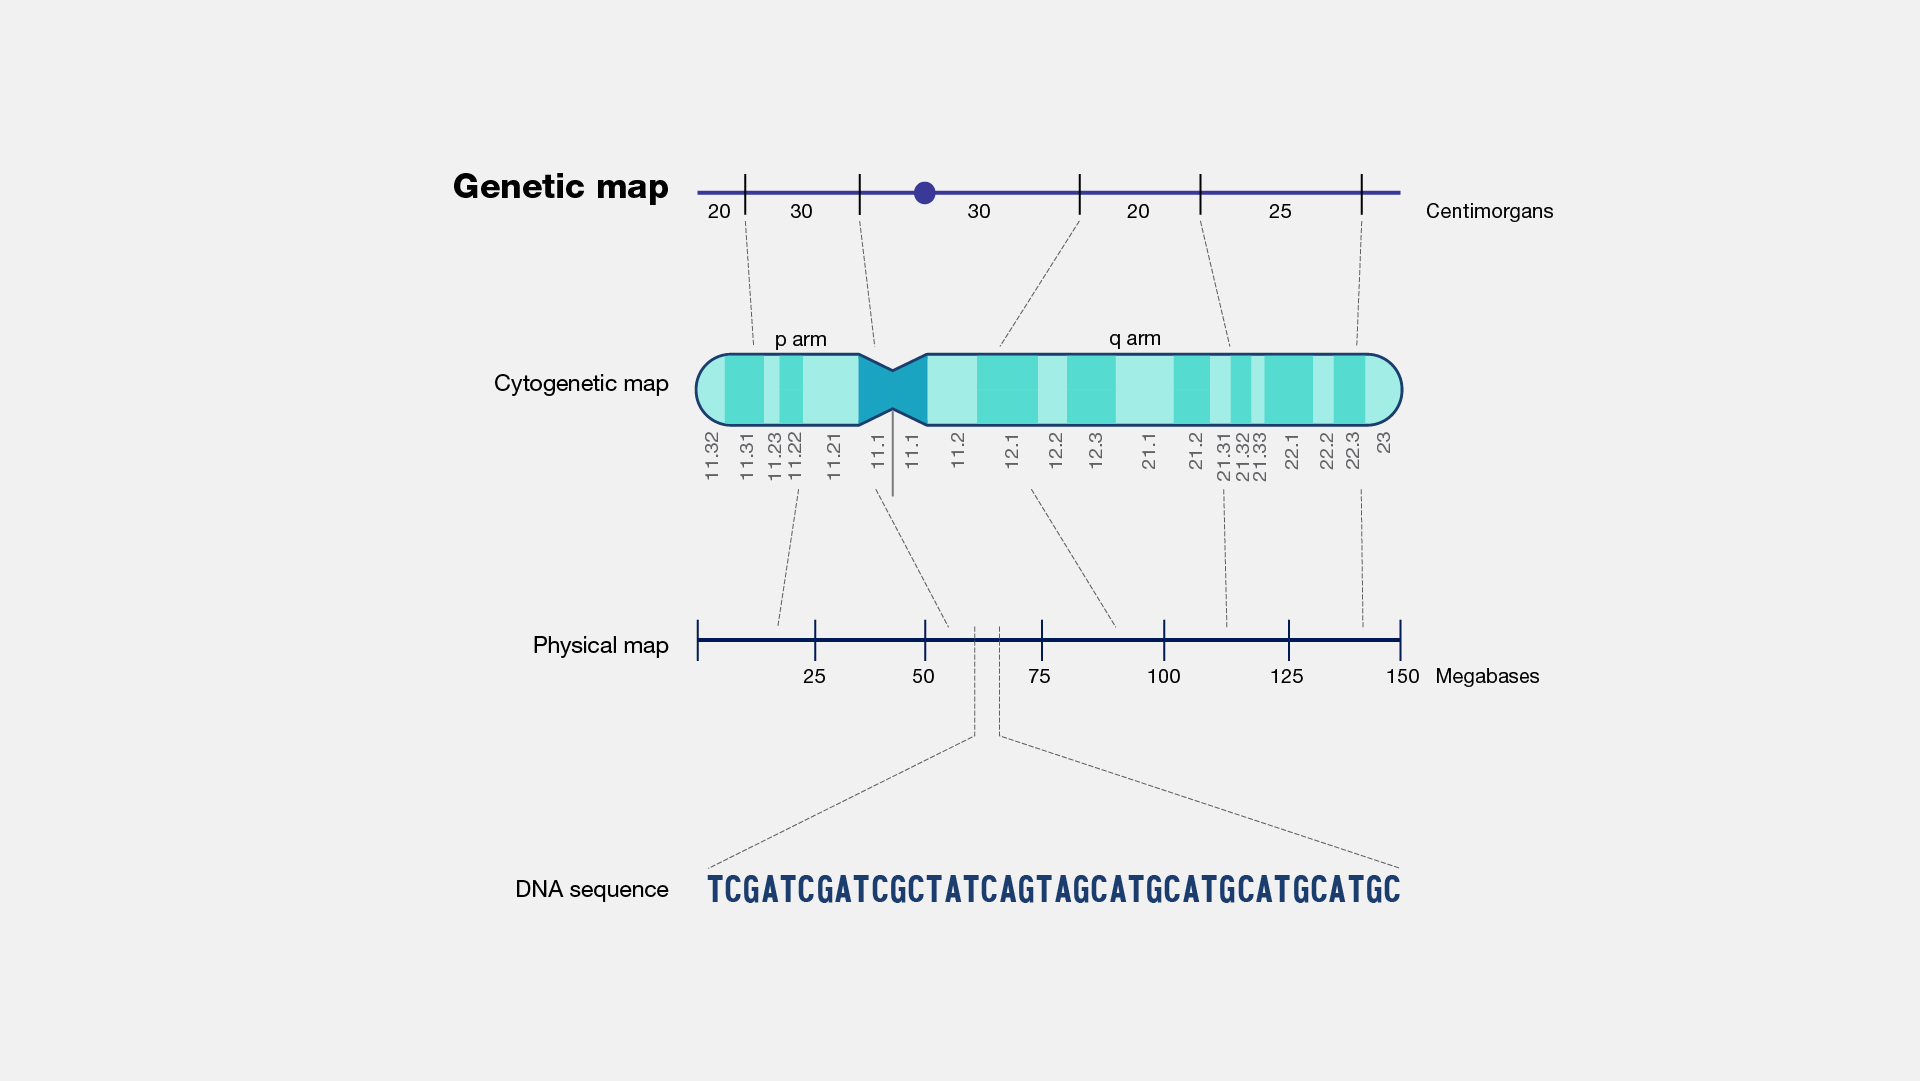 Genetic map
20 30 30 20 25 Centimorgans
p arm q arm
Cytogenetic map
11.32 11.31 11.23 11.22 11.21 11.1 11.1 11.2 12.1 12.2 12.3 21.1 21.2 21.31 21.32 21.33 22.1 22.2 22.3 23
Physical map
25 50 75 100 125 150 Megabases
DNA sequence TCGATCGATCGCTATCAGTAGCATGCATGCATGCATGC